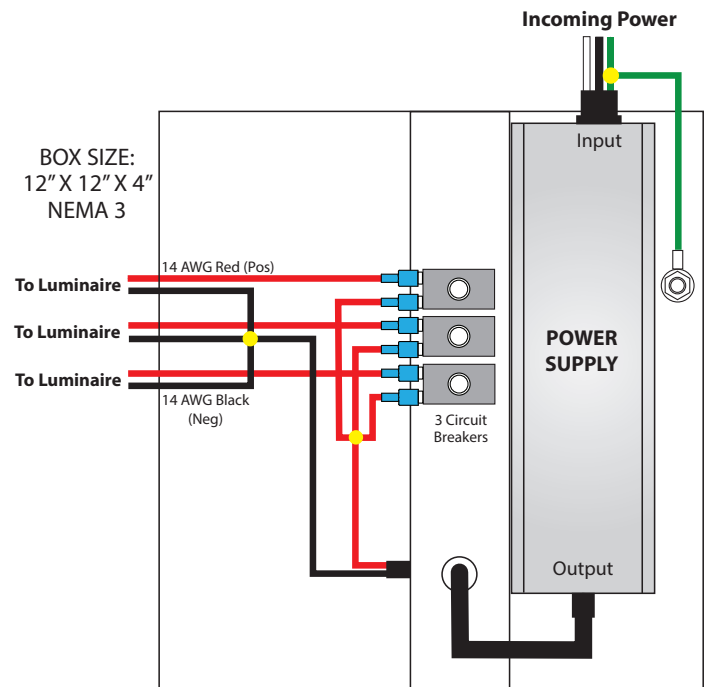 Incoming Power
Input
BOX SIZE:
12” X 12” X 4”
NEMA 3
14 AWG Red (Pos)
To Luminaire
To Luminaire
To Luminaire
14 AWG Black
(Neg)
3 Circuit
Breakers
POWER
SUPPLY
Output